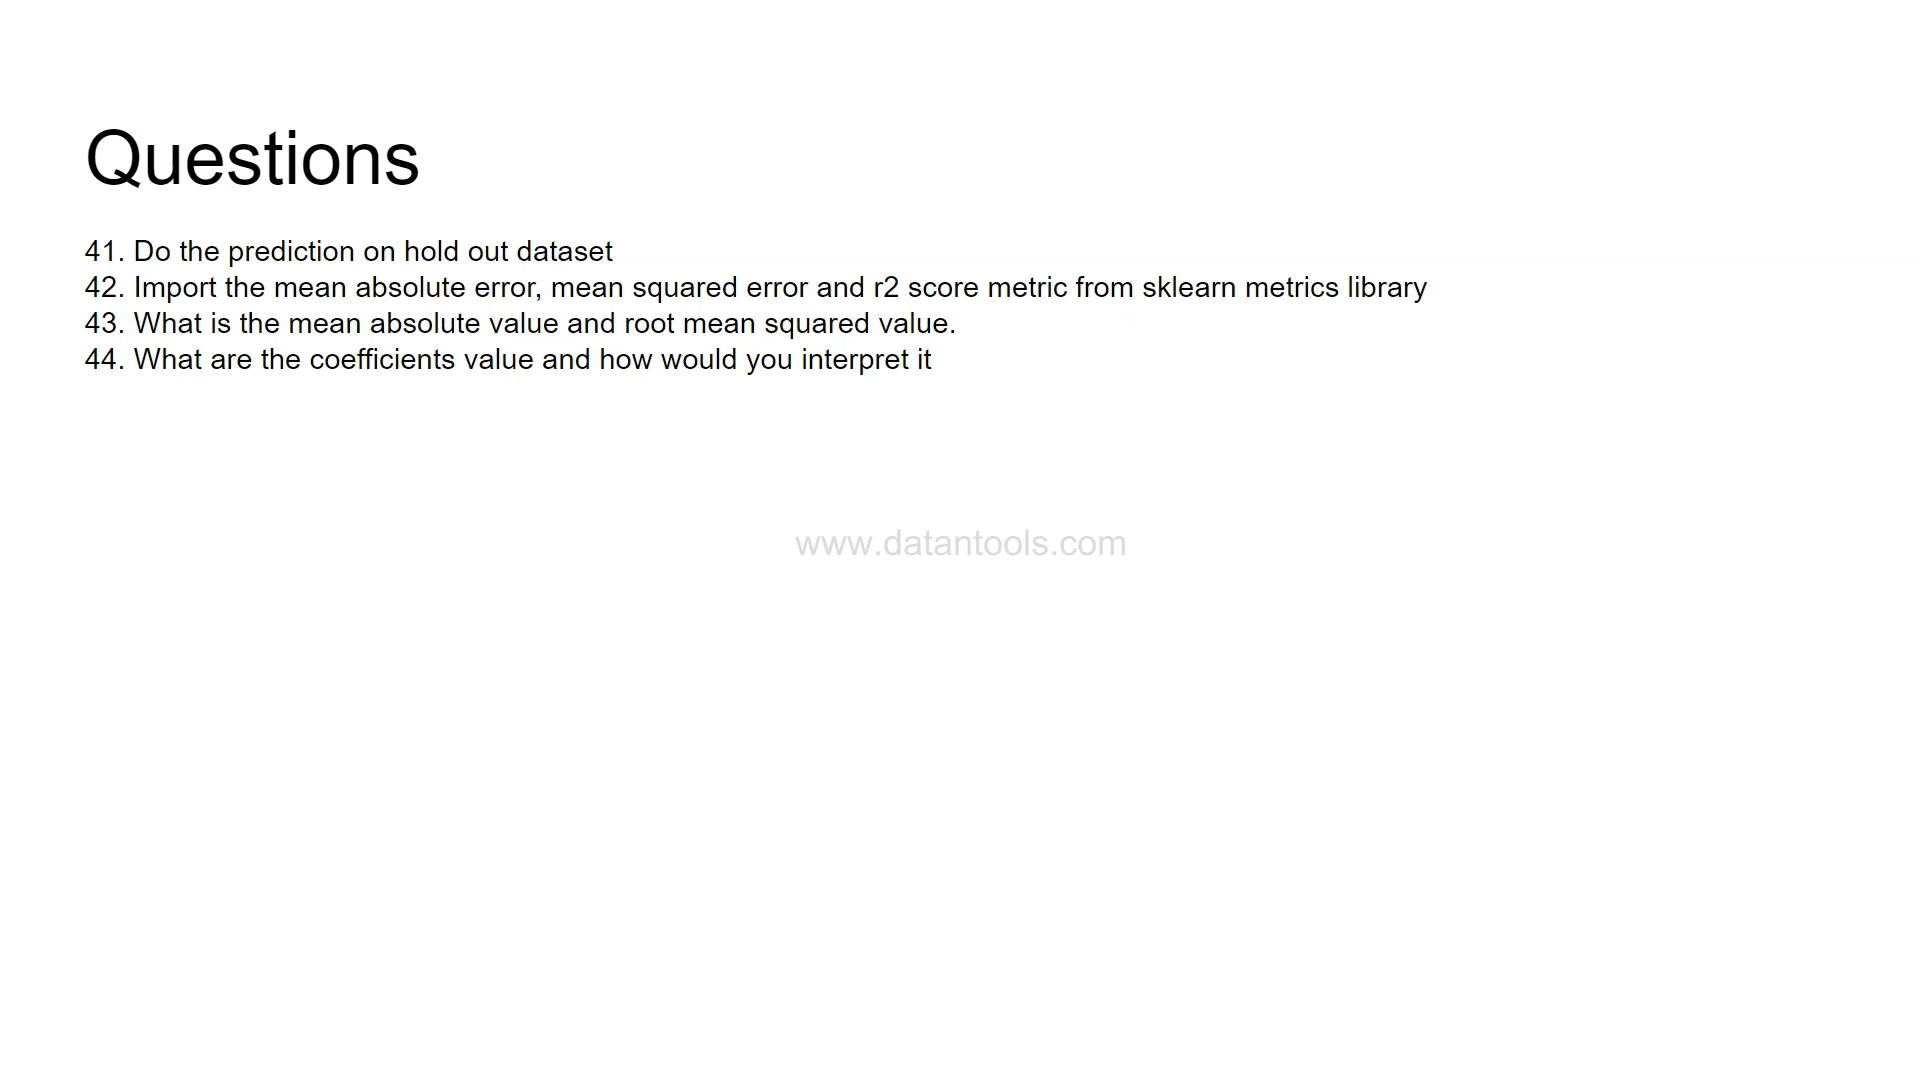 Questions
41. Do the prediction on hold out dataset
42. Import the mean absolute error, mean squared error and r2 score metric from sklearn metrics library
43. What is the mean absolute value and root mean squared value.
44. What are the coefficients value and how would you interpret it
www.datantools.com